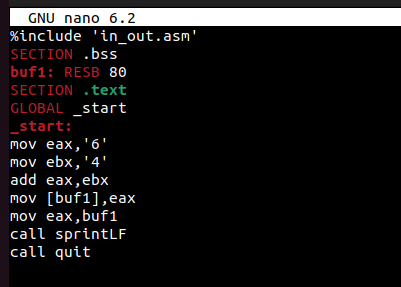 GNU nano 6.2
%include 'in_out.asm'
SECTION .bss
buf1: RESB 80
SECTION .text
GLOBAL _start
_start:
mov eax,'6'
mov ebx,'4'
add eax,ebx
mov [buf1],eax
mov eax,buf1
call sprintLF
call quit